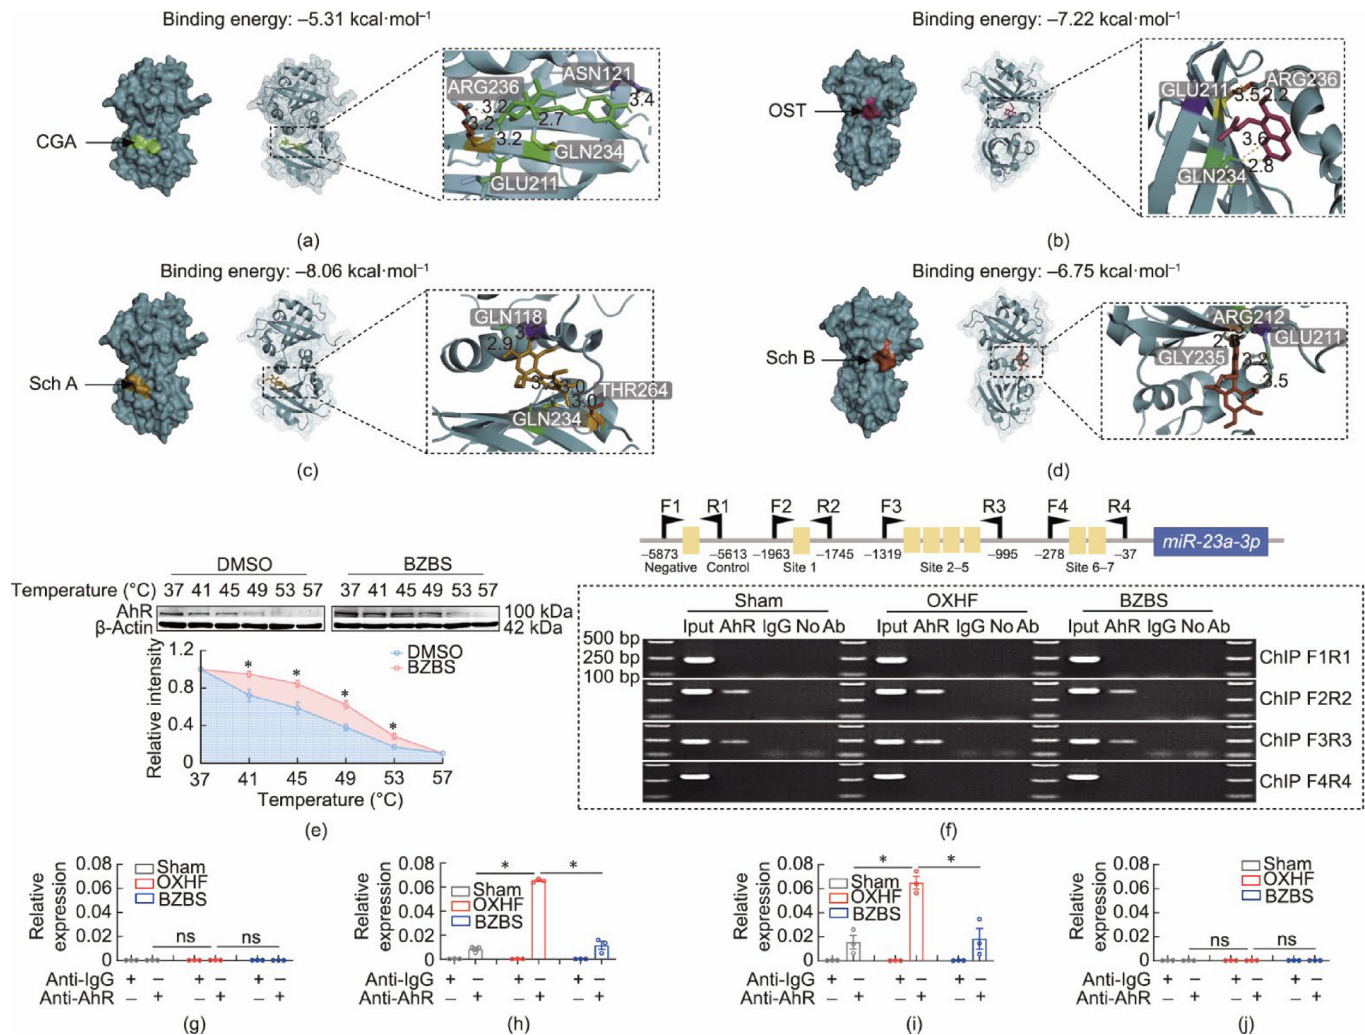 Binding energy: –5.31 kcal·mol⁻¹
CGA
ARG236
ASN121
3.2
3.4
3.2
2.7
3.2
GLN234
GLU211
(a)
Binding energy: –7.22 kcal·mol⁻¹
OST
GLU211
ARG236
3.5
2.2
3.6
GLN234
2.8
(b)
Binding energy: –8.06 kcal·mol⁻¹
Sch A
GLN118
2.9
3.0
THR264
3.0
GLN234
(c)
Binding energy: –6.75 kcal·mol⁻¹
Sch B
ARG212
GLU211
GLY235
3.2
3.5
(d)
DMSO BZBS
Temperature (°C) 37 41 45 49 53 57 37 41 45 49 53 57
AhR 100 kDa
β-Actin 42 kDa
Relative intensity
1.2
0.8
0.4
0
DMSO
BZBS
* * * *
37 41 45 49 53 57
Temperature (°C)
(e)
F1 R1 F2 R2 F3 R3 F4 R4
–5873 –5613 –1963 –1745 –1319 –995 –278 –37
miR-23a-3p
Negative Control Site 1 Site 2–5 Site 6–7
Sham OXHF BZBS
Iput AhR IgG No Ab Iput AhR IgG No Ab Iput AhR IgG No Ab
500 bp
250 bp
100 bp
ChIP F1R1
ChIP F2R2
ChIP F3R3
ChIP F4R4
(f)
Relative expression
0.08
0.06
0.04
0.02
0
Sham
OXHF
BZBS
ns ns
Anti-IgG + – + – + –
Anti-AhR – + – + – +
(g)
Relative expression
0.08
0.06
0.04
0.02
0
Sham
OXHF
BZBS
* *
Anti-IgG + – + – + –
Anti-AhR – + – + – +
(h)
Relative expression
0.08
0.06
0.04
0.02
0
Sham
OXHF
BZBS
* *
Anti-IgG + – + – + –
Anti-AhR – + – + – +
(i)
Relative expression
0.08
0.06
0.04
0.02
0
Sham
OXHF
BZBS
ns ns
Anti-IgG + – + – + –
Anti-AhR – + – + – +
(j)